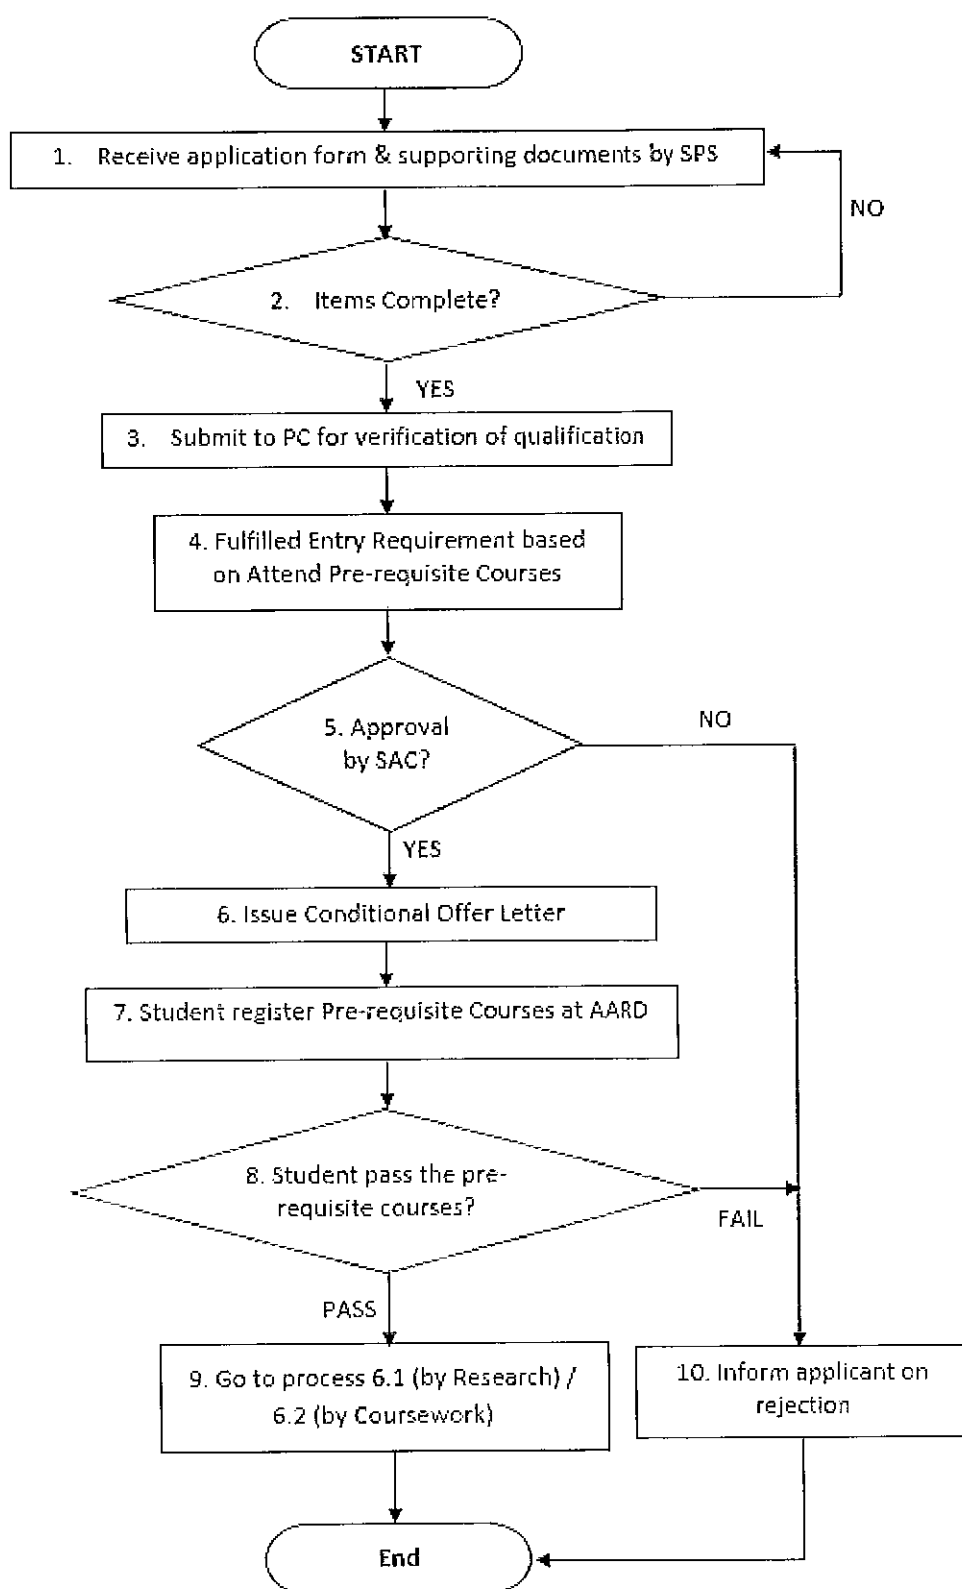 START
1. Receive application form & supporting documents by SPS
NO
2. Items Complete?
YES
3. Submit to PC for verification of qualification
4. Fulfilled Entry Requirement based
on Attend Pre-requisite Courses
5. Approval
by SAC?
NO
YES
6. Issue Conditional Offer Letter
7. Student register Pre-requisite Courses at AARD
8. Student pass the pre-
requisite courses?
FAIL
PASS
9. Go to process 6.1 (by Research) /
6.2 (by Coursework)
10. Inform applicant on
rejection
End